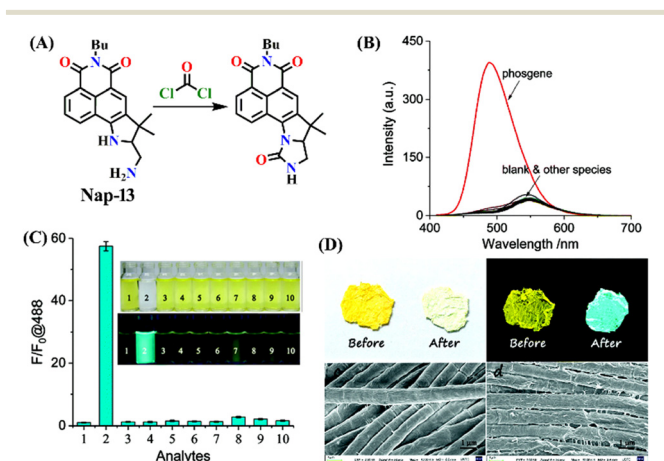 (A)
Bu
O N O
O
Cl Cl
HN
H₂N
Nap-13
Bu
O N O
N
O
N
H
(B)
450
300
150
0
Intensity (a.u.)
phosgene
blank & other species
400 500 600 700
Wavelength /nm
(C)
60
40
20
0
F/F₀@488
1 2 3 4 5 6 7 8 9 10
1 2 3 4 5 6 7 8 9 10
1 2 3 4 5 6 7 8 9 10
Analytes
(D)
Before After
Before After
d
1 μm
1 μm